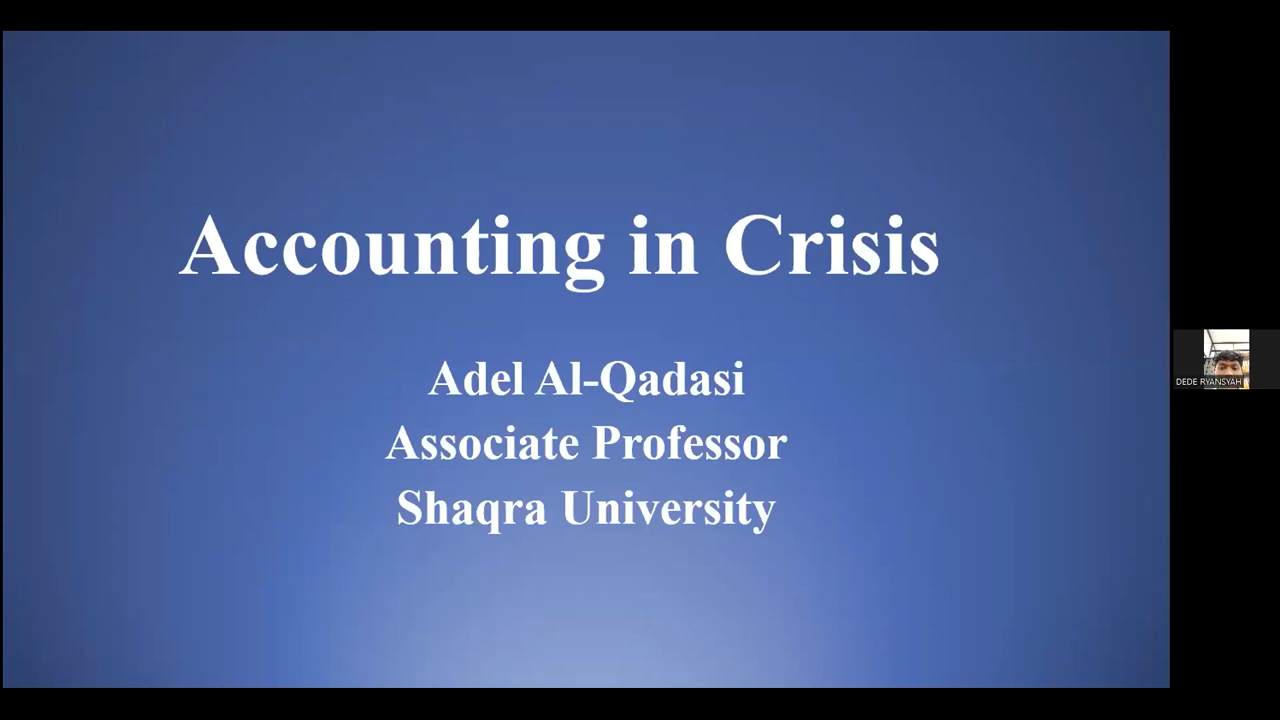 Accounting in Crisis
Adel Al-Qadasi
Associate Professor
Shaqra University
DEDE RYANSYAH